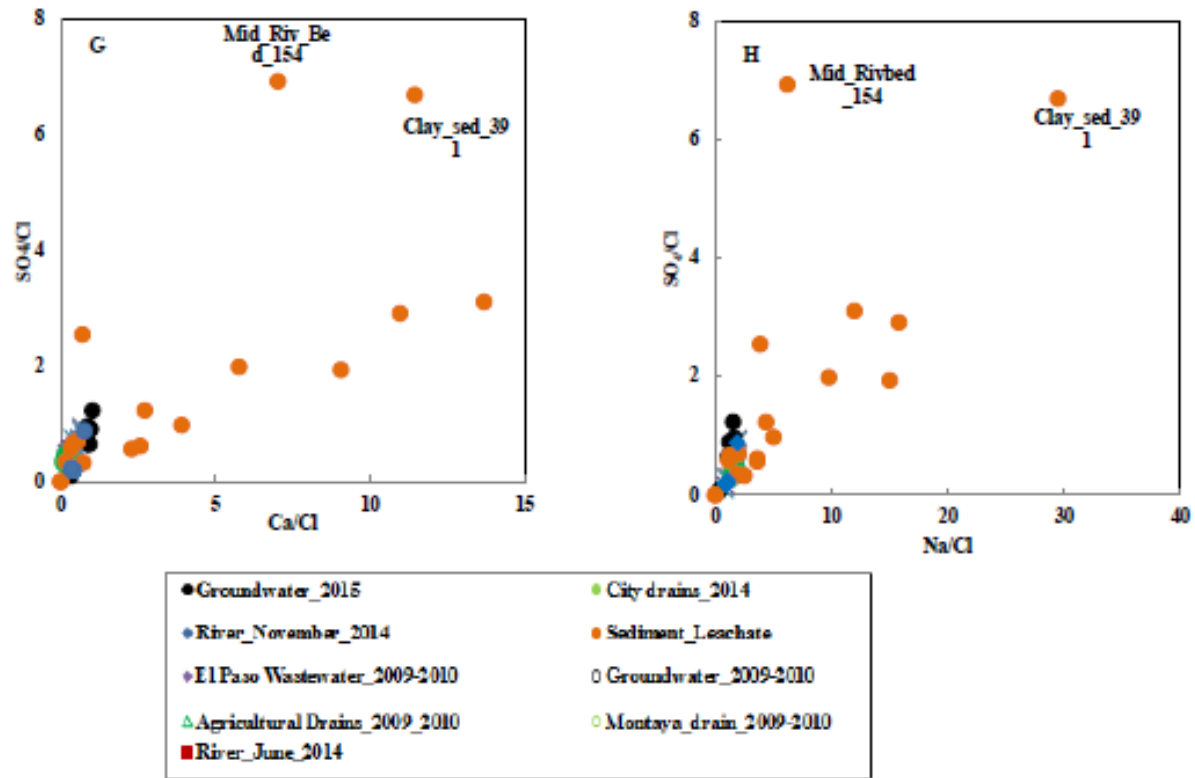 8
G
Mid_Riv_Be
d_154
Clay_sed_39
1
6
4
2
0
SO4/Cl
0
5
10
15
Ca/Cl
8
H
Mid_Rivbed
_154
Clay_sed_39
1
6
4
2
0
SO₄/Cl
0
10
20
30
40
Na/Cl
Groundwater_2015
City drains_2014
River_November_2014
Sediment_Leachate
El Paso Wastewater_2009-2010
Groundwater_2009-2010
Agricultural Drains_2009_2010
Montaya_drain_2009-2010
River_June_2014